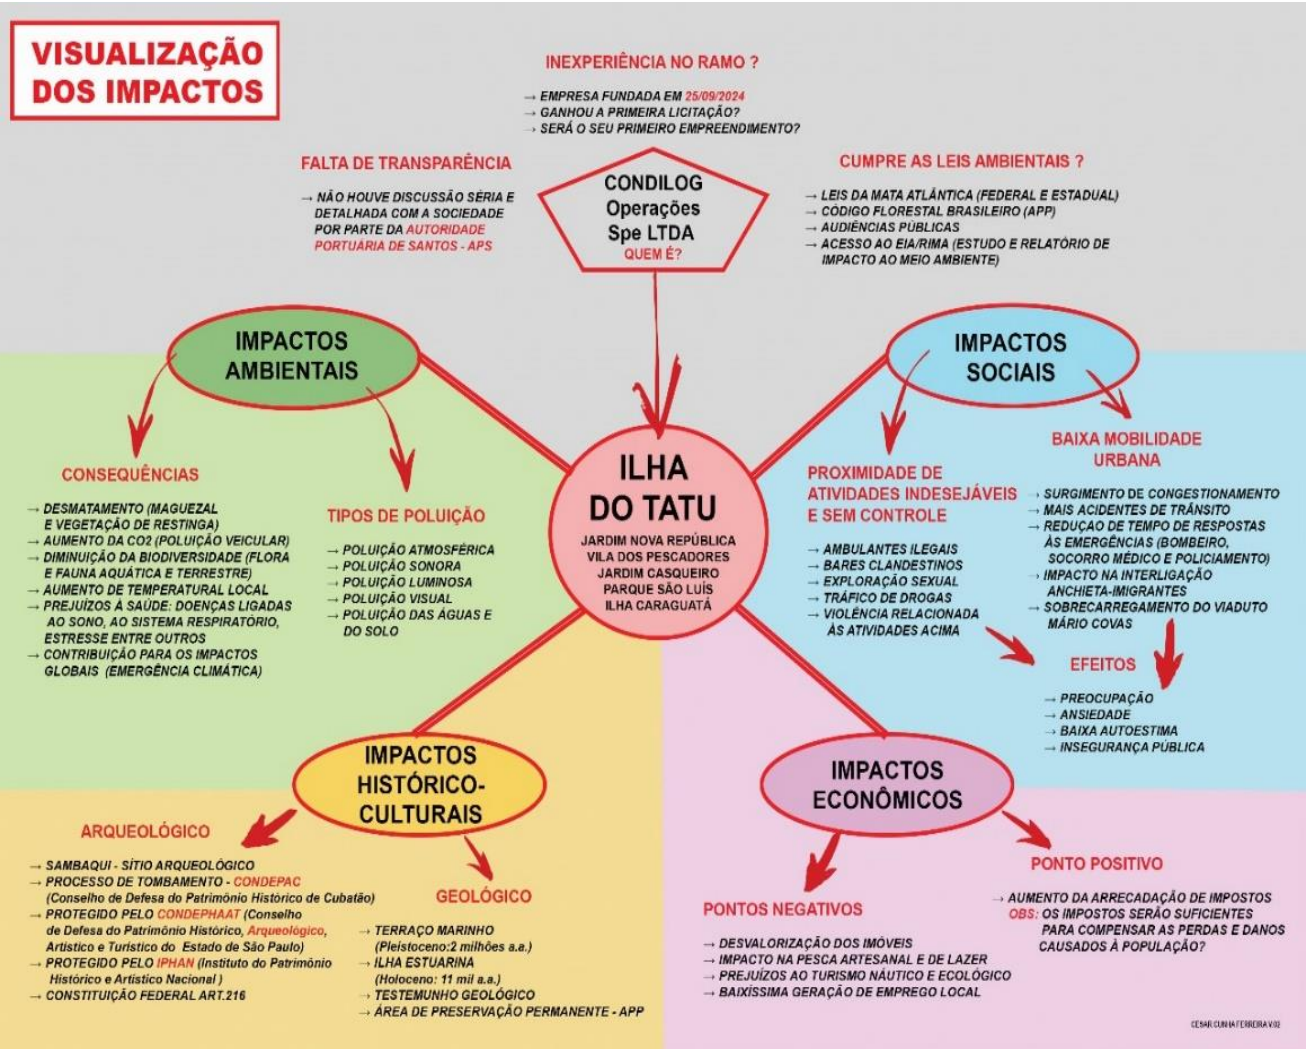 VISUALIZAÇÃO
DOS IMPACTOS
INEXPERIÊNCIA NO RAMO ?
→ EMPRESA FUNDADA EM 25/09/2024
→ GANHOU A PRIMEIRA LICITAÇÃO?
→ SERÁ O SEU PRIMEIRO EMPREENDIMENTO?
FALTA DE TRANSPARÊNCIA
→ NÃO HOUVE DISCUSSÃO SÉRIA E
DETALHADA COM A SOCIEDADE
POR PARTE DA AUTORIDADE
PORTUÁRIA DE SANTOS - APS
CONDILOG
Operações
Spe LTDA
QUEM É?
CUMPRE AS LEIS AMBIENTAIS ?
→ LEIS DA MATA ATLÂNTICA (FEDERAL E ESTADUAL)
→ CÓDIGO FLORESTAL BRASILEIRO (APP)
→ AUDIÊNCIAS PÚBLICAS
→ ACESSO AO EIA/RIMA (ESTUDO E RELATÓRIO DE
IMPACTO AO MEIO AMBIENTE)
IMPACTOS
AMBIENTAIS
CONSEQUÊNCIAS
→ DESMATAMENTO (MAGUEZAL
E VEGETAÇÃO DE RESTINGA)
→ AUMENTO DA CO2 (POLUIÇÃO VEICULAR)
→ DIMINUIÇÃO DA BIODIVERSIDADE (FLORA
E FAUNA AQUÁTICA E TERRESTRE)
→ AUMENTO DE TEMPERATURAL LOCAL
→ PREJUÍZOS À SAÚDE: DOENÇAS LIGADAS
AO SONO, AO SISTEMA RESPIRATÓRIO,
ESTRESSE ENTRE OUTROS
→ CONTRIBUIÇÃO PARA OS IMPACTOS
GLOBAIS (EMERGÊNCIA CLIMÁTICA)
TIPOS DE POLUIÇÃO
→ POLUIÇÃO ATMOSFÉRICA
→ POLUIÇÃO SONORA
→ POLUIÇÃO LUMINOSA
→ POLUIÇÃO VISUAL
→ POLUIÇÃO DAS ÁGUAS E
DO SOLO
ILHA
DO TATU
JARDIM NOVA REPÚBLICA
VILA DOS PESCADORES
JARDIM CASQUEIRO
PARQUE SÃO LUÍS
ILHA CARAGUATÁ
IMPACTOS
SOCIAIS
PROXIMIDADE DE
ATIVIDADES INDESEJÁVEIS
E SEM CONTROLE
→ AMBULANTES ILEGAIS
→ BARES CLANDESTINOS
→ EXPLORAÇÃO SEXUAL
→ TRÁFICO DE DROGAS
→ VIOLÊNCIA RELACIONADA
ÀS ATIVIDADES ACIMA
BAIXA MOBILIDADE
URBANA
→ SURGIMENTO DE CONGESTIONAMENTO
→ MAIS ACIDENTES DE TRÂNSITO
→ REDUÇAO DE TEMPO DE RESPOSTAS
ÀS EMERGÊNCIAS (BOMBEIRO,
SOCORRO MÉDICO E POLICIAMENTO)
→ IMPACTO NA INTERLIGAÇÃO
ANCHIETA-IMIGRANTES
→ SOBRECARREGAMENTO DO VIADUTO
MÁRIO COVAS
EFEITOS
→ PREOCUPAÇÃO
→ ANSIEDADE
→ BAIXA AUTOESTIMA
→ INSEGURANÇA PÚBLICA
IMPACTOS
HISTÓRICO-
CULTURAIS
ARQUEOLÓGICO
→ SAMBAQUI - SÍTIO ARQUEOLÓGICO
→ PROCESSO DE TOMBAMENTO - CONDEPAC
(Conselho de Defesa do Patrimônio Histórico de Cubatão)
→ PROTEGIDO PELO CONDEPHAAT (Conselho
de Defesa do Patrimônio Histórico, Arqueológico,
Artístico e Turístico do Estado de São Paulo)
→ PROTEGIDO PELO IPHAN (Instituto do Patrimônio
Histórico e Artístico Nacional )
→ CONSTITUIÇÃO FEDERAL ART.216
GEOLÓGICO
→ TERRAÇO MARINHO
(Pleistoceno:2 milhões a.a.)
→ ILHA ESTUARINA
(Holoceno: 11 mil a.a.)
→ TESTEMUNHO GEOLÓGICO
→ ÁREA DE PRESERVAÇÃO PERMANENTE - APP
IMPACTOS
ECONÔMICOS
PONTOS NEGATIVOS
→ DESVALORIZAÇÃO DOS IMÓVEIS
→ IMPACTO NA PESCA ARTESANAL E DE LAZER
→ PREJUÍZOS AO TURISMO NÁUTICO E ECOLÓGICO
→ BAIXÍSSIMA GERAÇÃO DE EMPREGO LOCAL
PONTO POSITIVO
→ AUMENTO DA ARRECADAÇÃO DE IMPOSTOS
OBS: OS IMPOSTOS SERÃO SUFICIENTES
PARA COMPENSAR AS PERDAS E DANOS
CAUSADOS À POPULAÇÃO?
CESAR CUNHA FERREIRA V.02